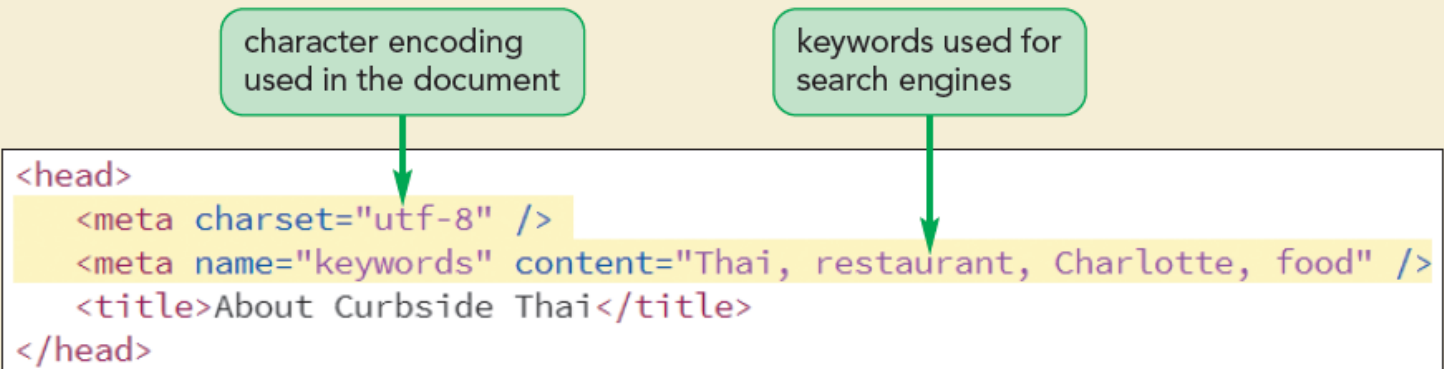 character encoding
used in the document
keywords used for
search engines
<head>
<meta charset="utf-8" />
<meta name="keywords" content="Thai, restaurant, Charlotte, food" />
<title>About Curbside Thai</title>
</head>